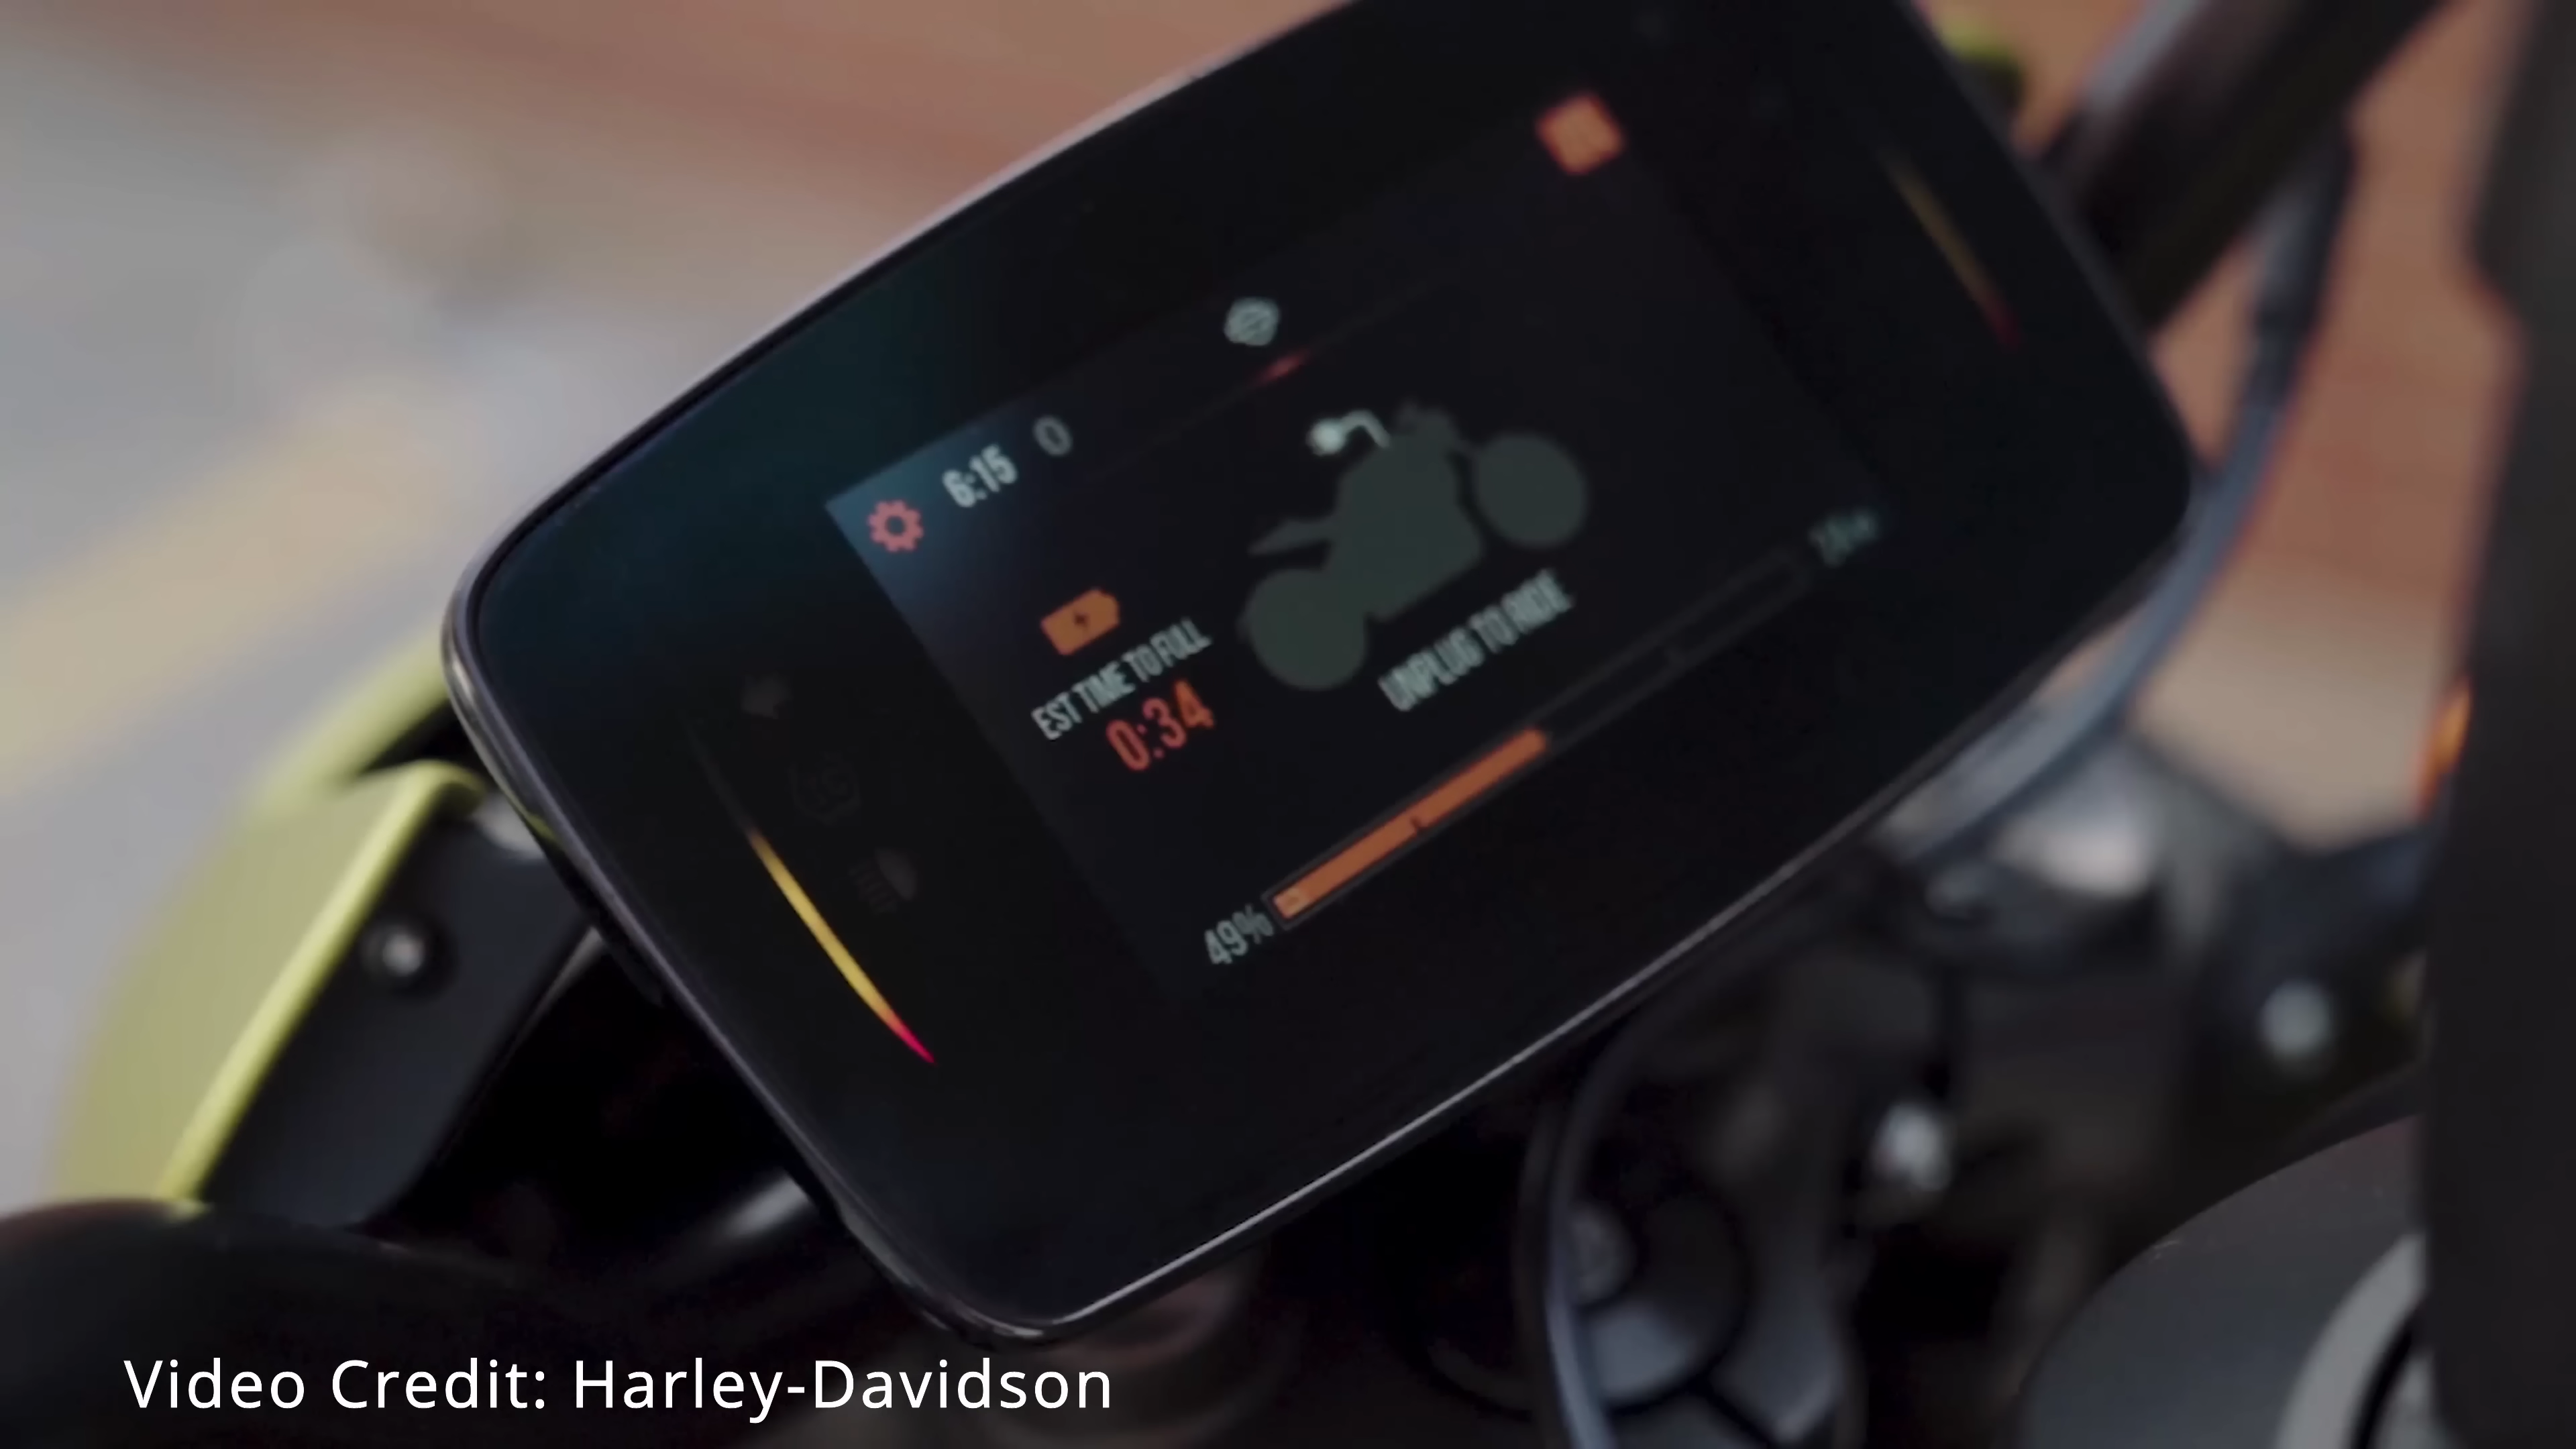 6:15
EST TIME TO FULL
0:34
UNPLUG TO RIDE
49%
Video Credit: Harley-Davidson